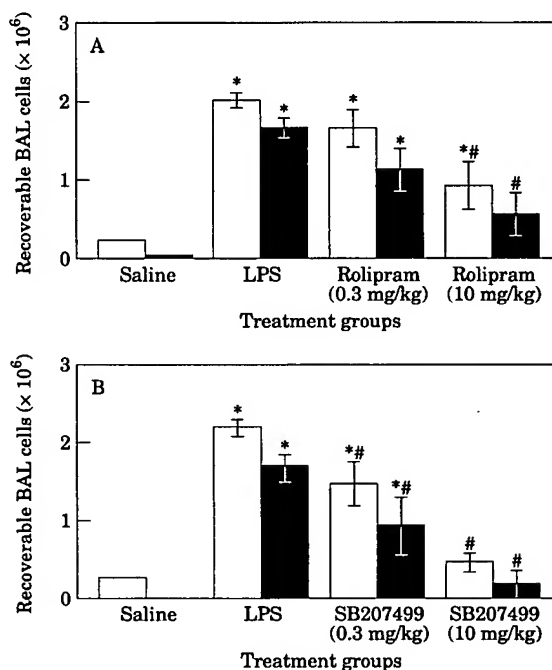 A
Recoverable BAL cells (× 10⁶)
3
2
1
0
* * * * *# #
Saline LPS Rolipram Rolipram
(0.3 mg/kg) (10 mg/kg)
Treatment groups
B
Recoverable BAL cells (× 10⁶)
3
2
1
0
* * *# *# # #
Saline LPS SB207499 SB207499
(0.3 mg/kg) (10 mg/kg)
Treatment groups